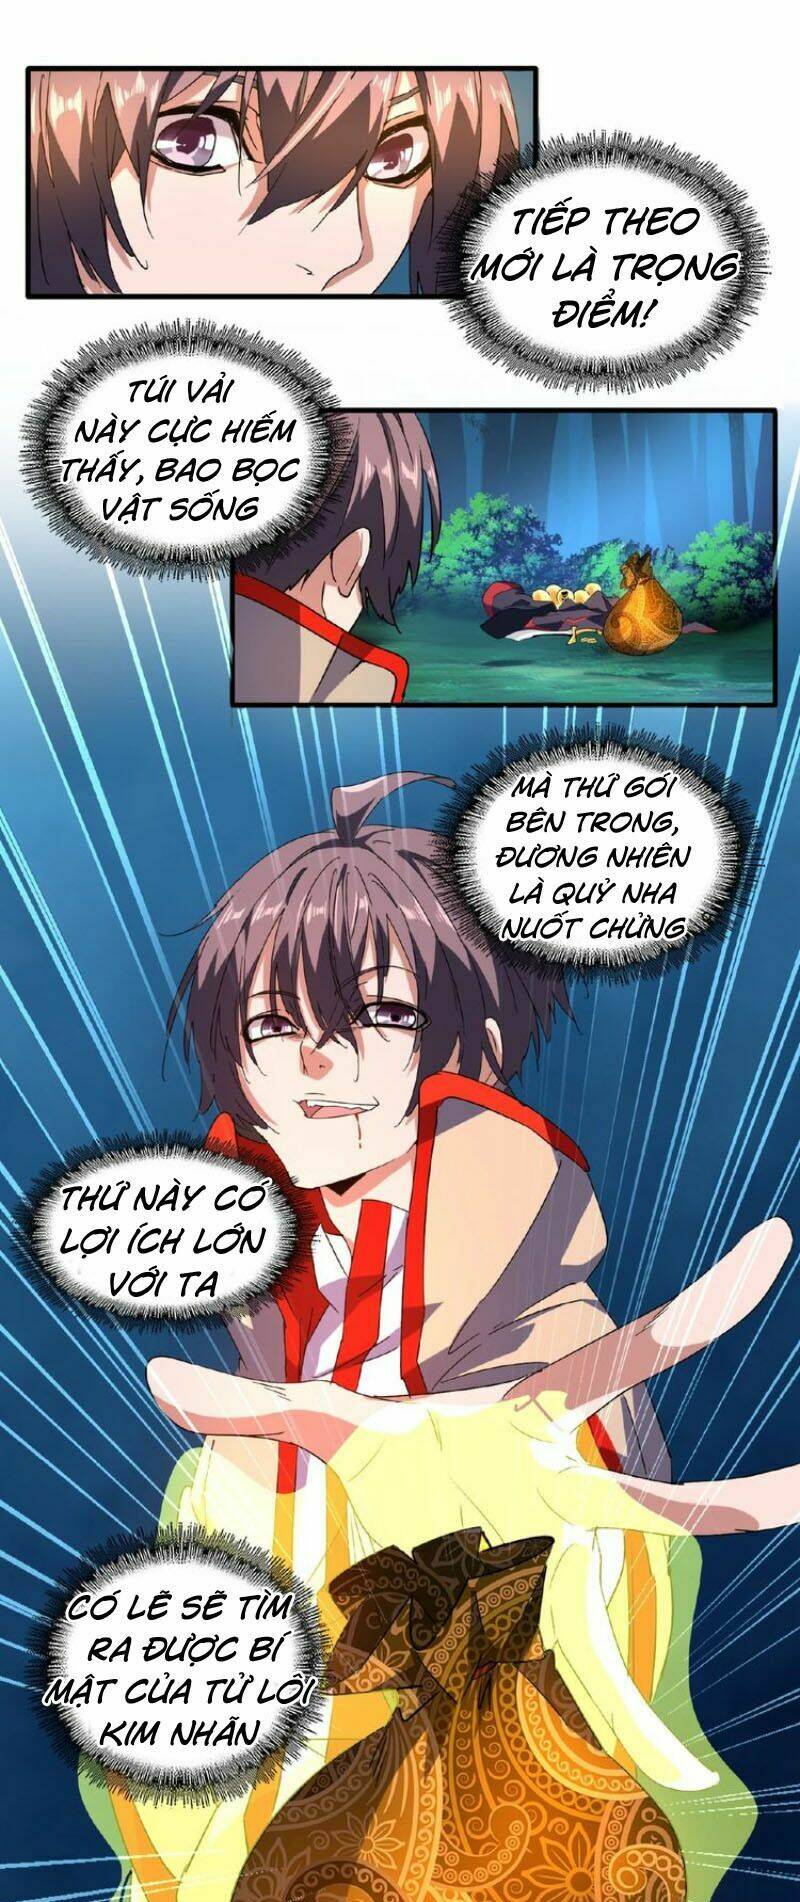 TIẾP THEO
MỚI LÀ TRỌNG
ĐIỂM!
TÚI VẢI
NÀY CỰC HIẾM
THẤY, BAO BỌC
VẬT SỐNG
MÀ THỨ GÓI
BÊN TRONG,
ĐƯƠNG NHIÊN
LÀ QUỶ NHA
NUỐT CHỬNG
THỨ NÀY CÓ
LỢI ÍCH LỚN
VỚI TA
CÓ LẼ SẼ TÌM
RA ĐƯỢC BÍ
MẬT CỦA TỬ LÔI
KIM NHÃN